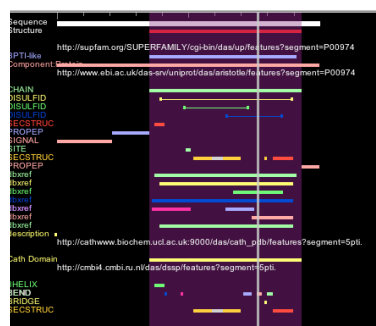 Sequence
Structure
http://supfam.org/SUPERFAMILY/cgi-bin/das/up/features?segment=P00974
BPTI-like
Component:Protein
http://www.ebi.ac.uk/das-srv/uniprot/das/aristotle/features?segment=P00974
CHAIN
DISULFID
DISULFID
DISULFID
SECSTRUC
PROPEP
SIGNAL
SITE
SECSTRUC
PROPEP
dbxref
dbxref
dbxref
dbxref
dbxref
dbxref
dbxref
description
http://cathwww.biochem.ucl.ac.uk:9000/das/cath_pdb/features?segment=5pti.
Cath Domain
http://cmbi4.cmbi.ru.nl/das/dssp/features?segment=5pti.
HELIX
BEND
BRIDGE
SECSTRUC